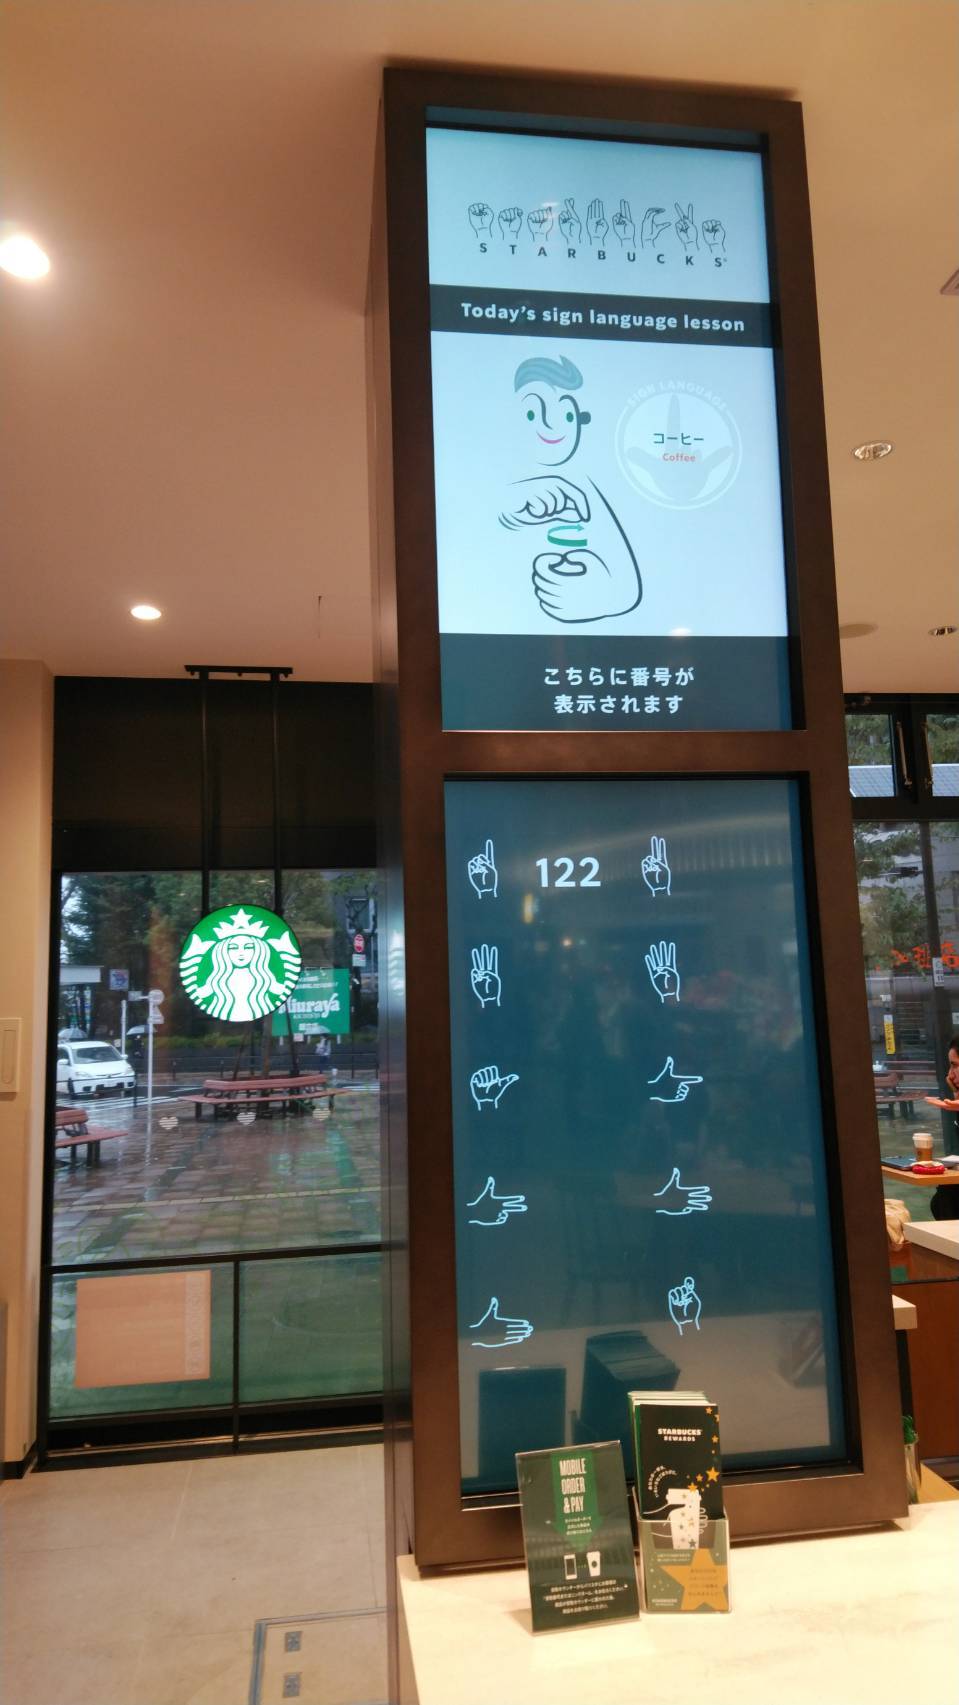 STARBUCKS®
Today's sign language lesson
SIGN LANGUAGE
コーヒー
Coffee
こちらに番号が
表示されます
122
Miuraya
STARBUCKS®
REWARDS
MOBILE
ORDER
& PAY